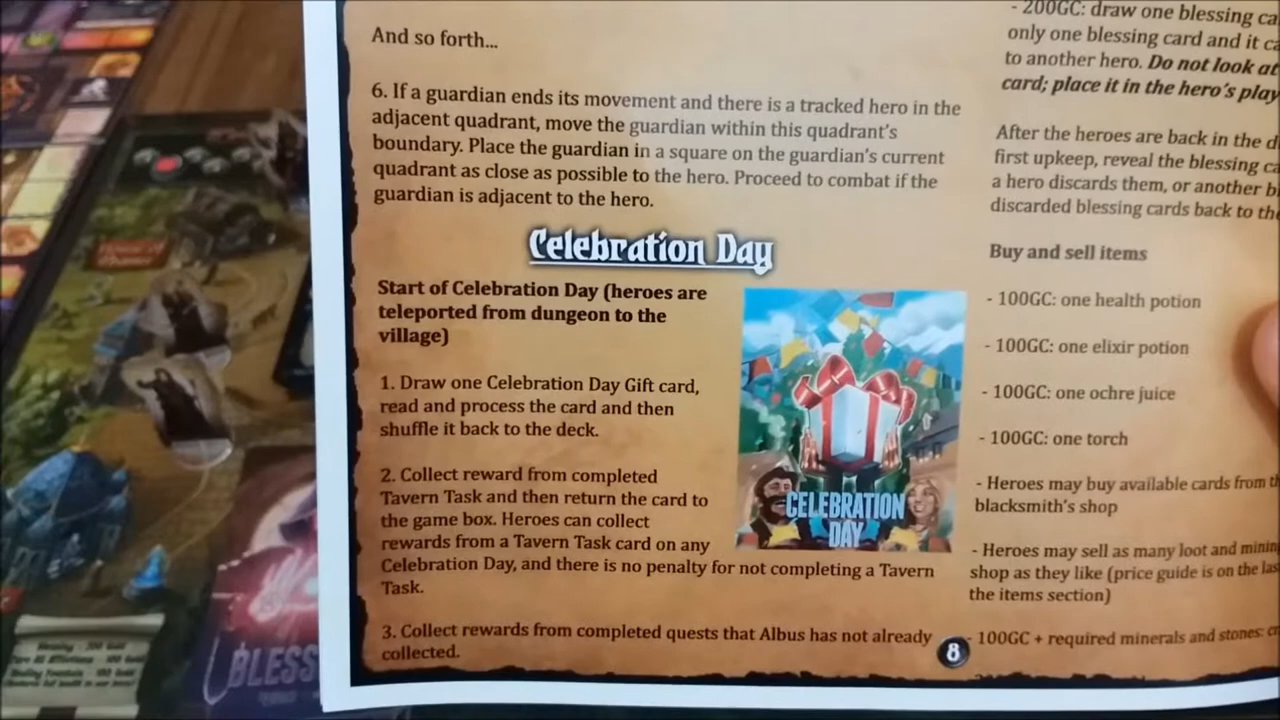 And so forth...
6. If a guardian ends its movement and there is a tracked hero in the
adjacent quadrant, move the guardian within this quadrant's
boundary. Place the guardian in a square on the guardian's current
quadrant as close as possible to the hero. Proceed to combat if the
guardian is adjacent to the hero.
Celebration Day
Start of Celebration Day (heroes are
teleported from dungeon to the
village)
1. Draw one Celebration Day Gift card,
read and process the card and then
shuffle it back to the deck.
2. Collect reward from completed
Tavern Task and then return the card to
the game box. Heroes can collect
rewards from a Tavern Task card on any
Celebration Day, and there is no penalty for not completing a Tavern
Task.
3. Collect rewards from completed quests that Albus has not already
collected.
CELEBRATION
DAY
8
- 200GC: draw one blessing
only one blessing card and it
to another hero. Do not look at
card; place it in the hero's play
After the heroes are back in the
first upkeep, reveal the blessing
a hero discards them, or another
discarded blessing cards back to
Buy and sell items
- 100GC: one health potion
- 100GC: one elixir potion
- 100GC: one ochre juice
- 100GC: one torch
- Heroes may buy available cards from
blacksmith's shop
- Heroes may sell as many loot and
shop as they like (price guide is on the
the items section)
- 100GC + required minerals and stones:
BLESS